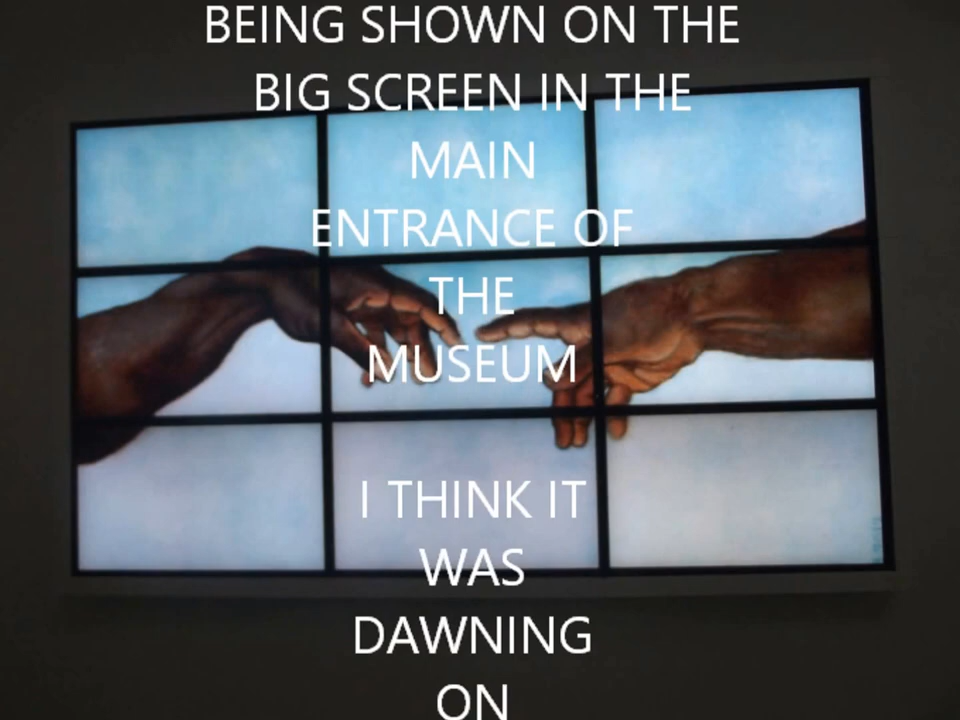 BEING SHOWN ON THE
BIG SCREEN IN THE
MAIN
ENTRANCE OF
THE
MUSEUM
I THINK IT
WAS
DAWNING
ON